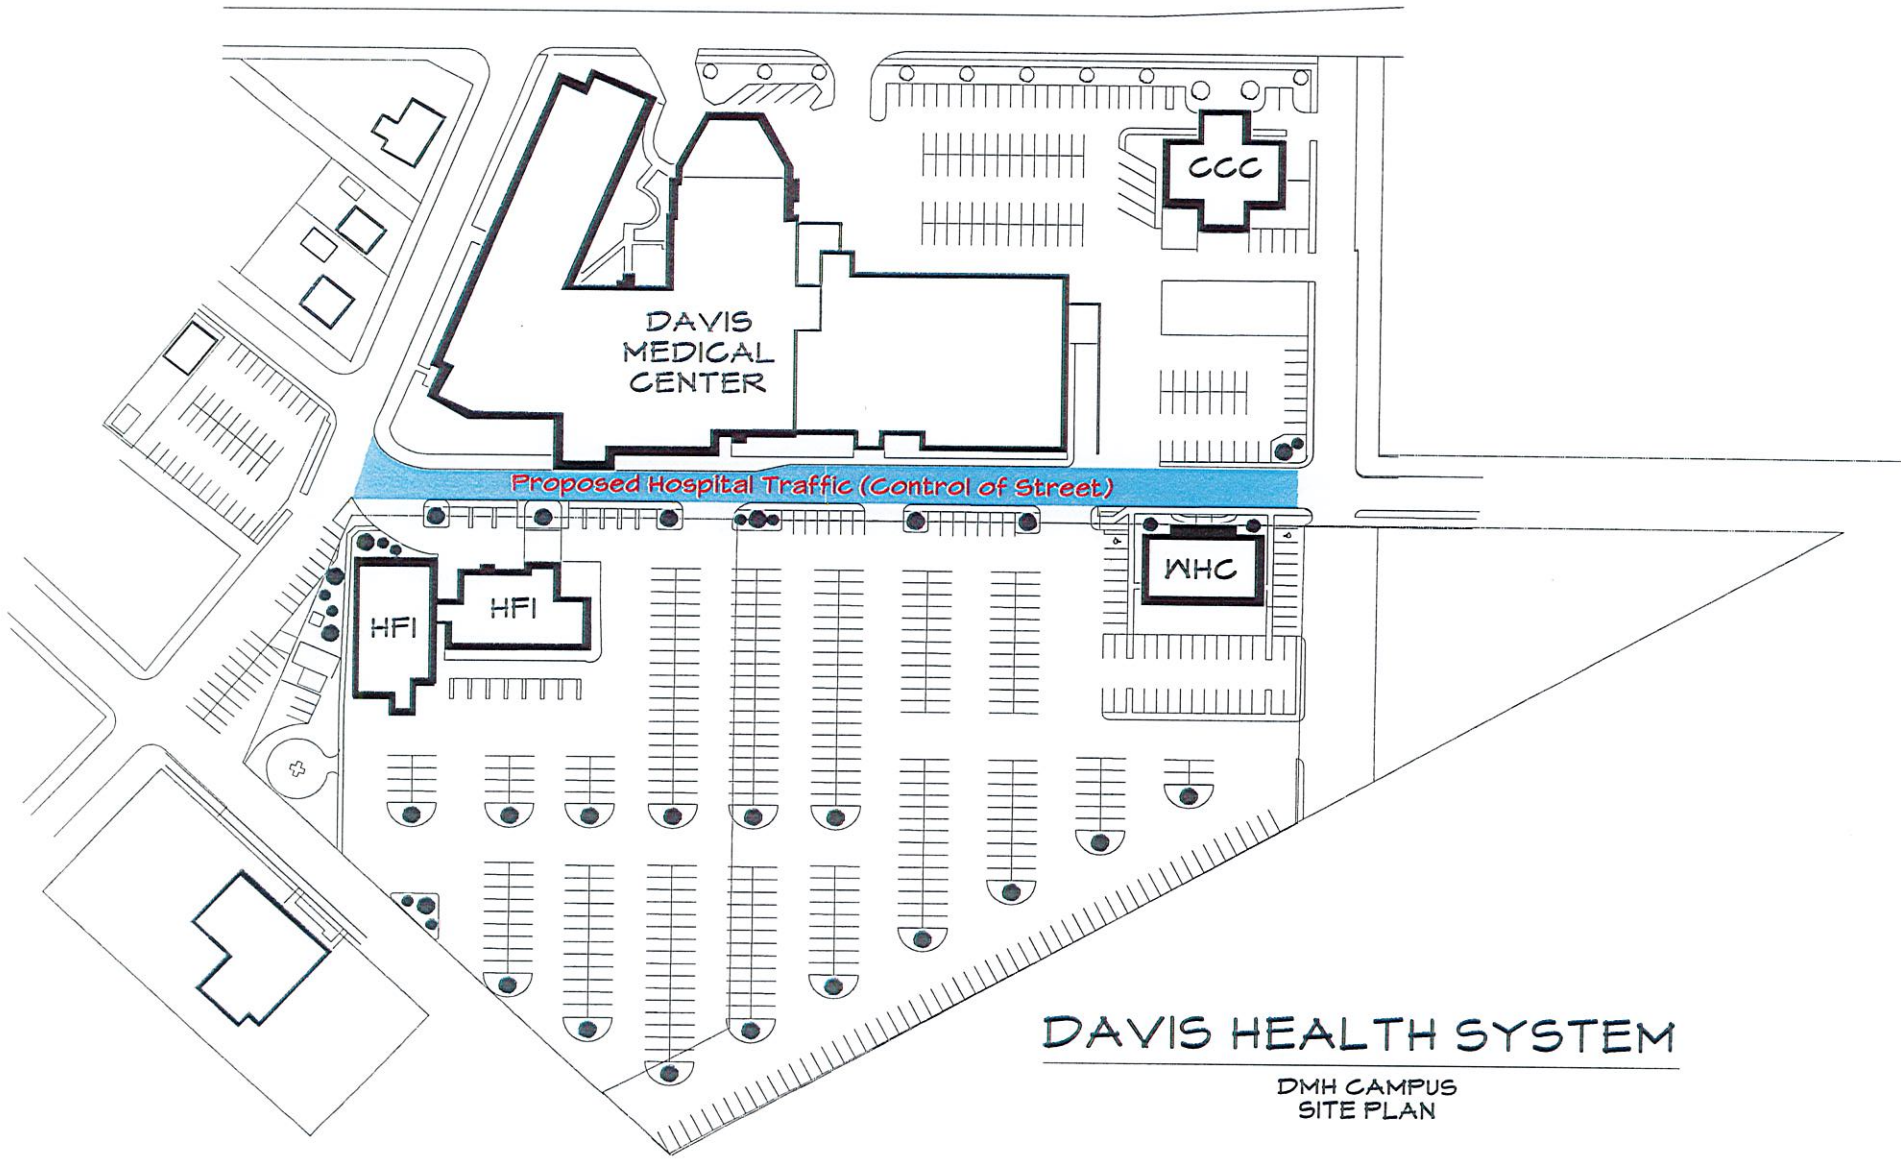 CCC
DAVIS
MEDICAL
CENTER
Proposed Hospital Traffic (Control of Street)
WHC
HFI
HFI
DAVIS HEALTH SYSTEM
DMH CAMPUS
SITE PLAN